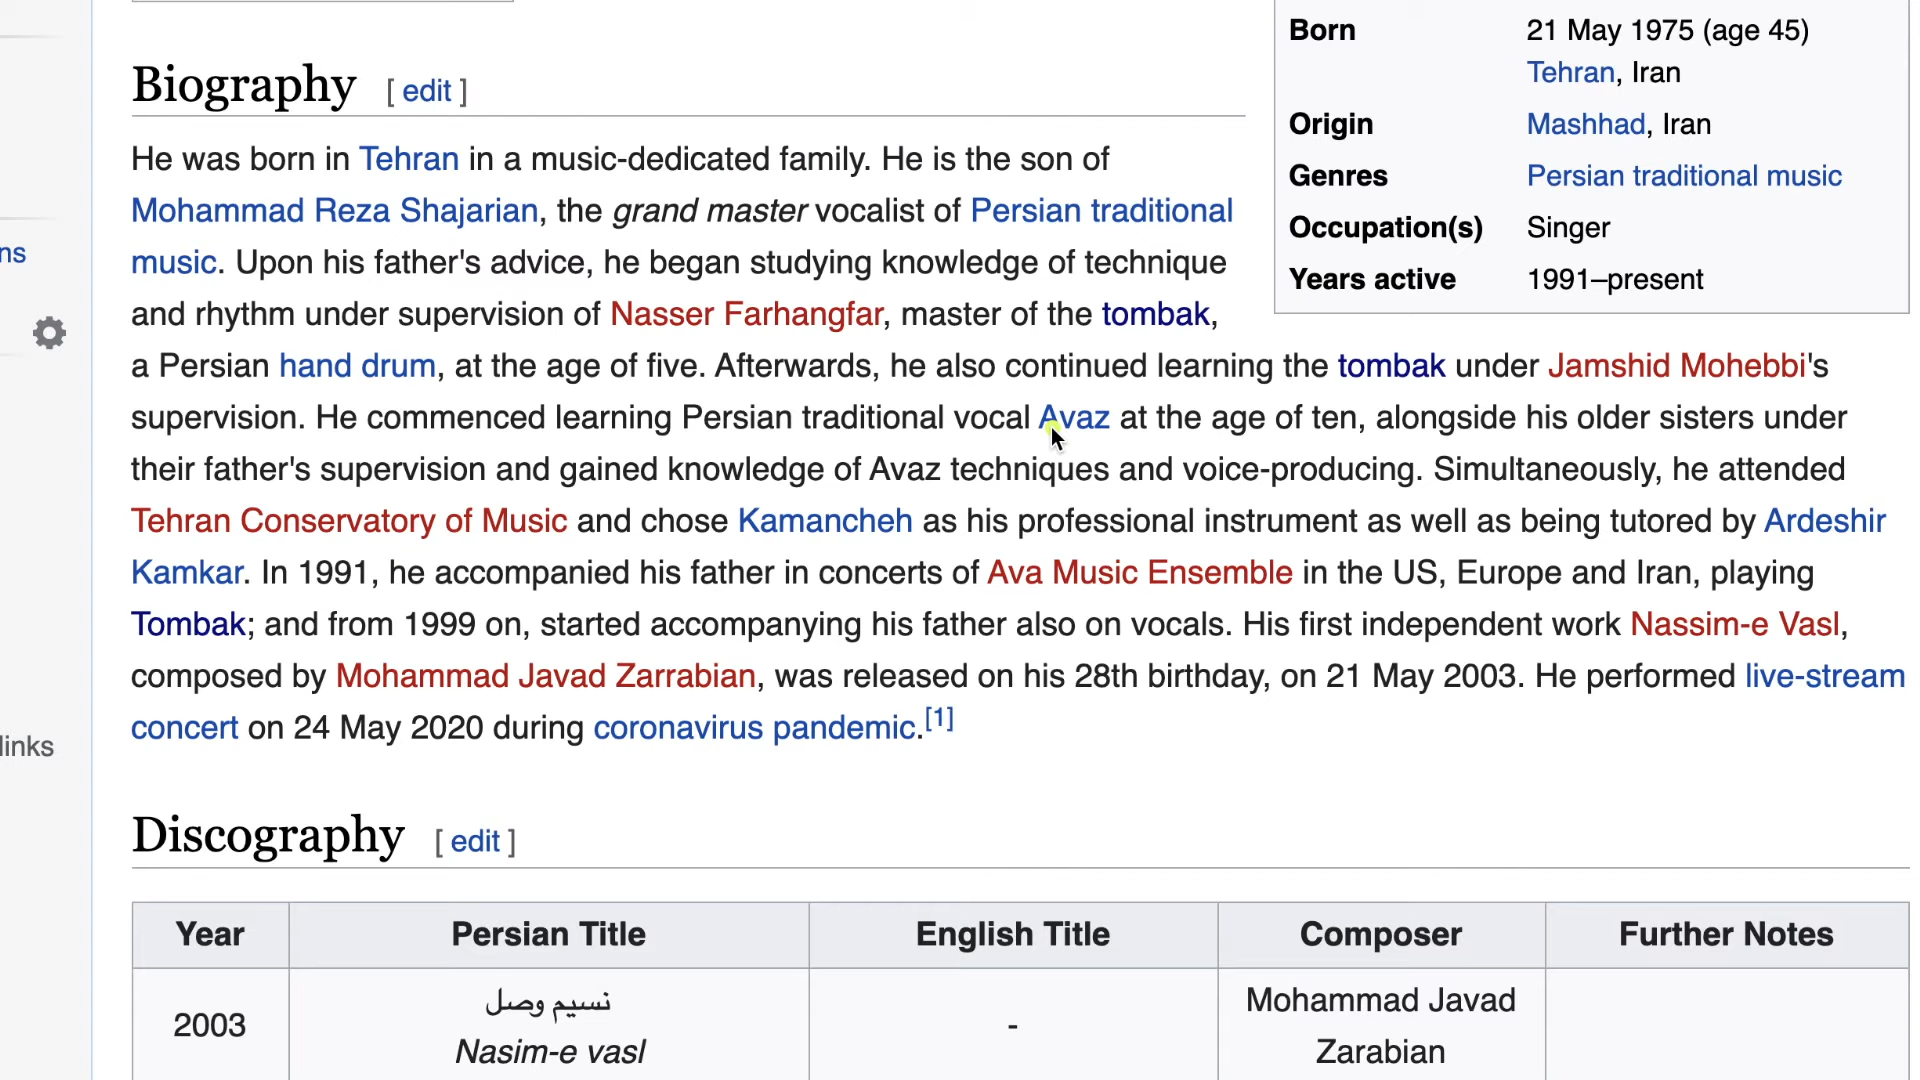 Biography [ edit ]
He was born in Tehran in a music-dedicated family. He is the son of
Mohammad Reza Shajarian, the grand master vocalist of Persian traditional
music. Upon his father's advice, he began studying knowledge of technique
and rhythm under supervision of Nasser Farhangfar, master of the tombak,
a Persian hand drum, at the age of five. Afterwards, he also continued learning the tombak under Jamshid Mohebbi's
supervision. He commenced learning Persian traditional vocal Avaz at the age of ten, alongside his older sisters under
their father's supervision and gained knowledge of Avaz techniques and voice-producing. Simultaneously, he attended
Tehran Conservatory of Music and chose Kamancheh as his professional instrument as well as being tutored by Ardeshir
Kamkar. In 1991, he accompanied his father in concerts of Ava Music Ensemble in the US, Europe and Iran, playing
Tombak; and from 1999 on, started accompanying his father also on vocals. His first independent work Nassim-e Vasl,
composed by Mohammad Javad Zarrabian, was released on his 28th birthday, on 21 May 2003. He performed live-stream
concert on 24 May 2020 during coronavirus pandemic.[1]
Born 21 May 1975 (age 45)
Tehran, Iran
Origin Mashhad, Iran
Genres Persian traditional music
Occupation(s) Singer
Years active 1991–present
ns
links
Discography [ edit ]
Year Persian Title English Title Composer Further Notes
2003
نسیم وصل
Nasim-e vasl
-
Mohammad Javad
Zarabian